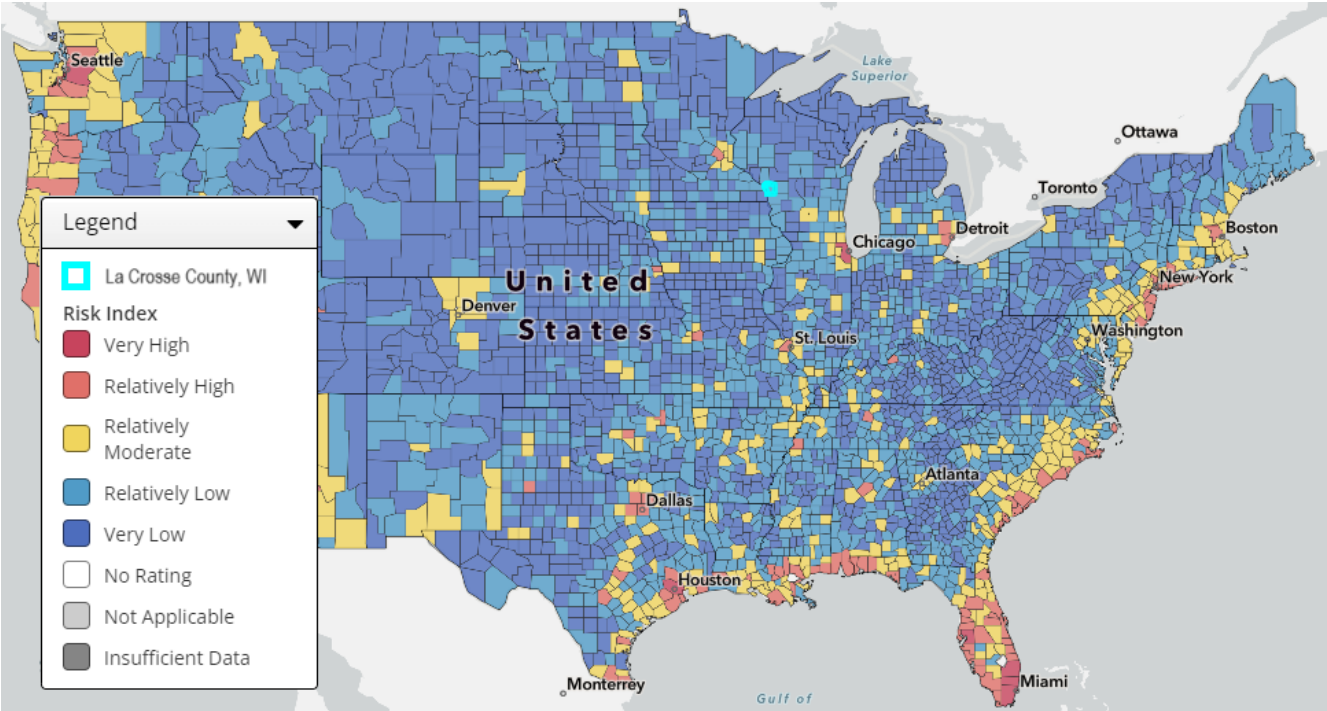 Lake
Superior
Seattle
Ottawa
Toronto
Detroit
Boston
Chicago
New York
United
States
Denver
Washington
St. Louis
Atlanta
Dallas
Houston
Miami
Monterrey
Gulf of
Legend
La Crosse County, WI
Risk Index
Very High
Relatively High
Relatively
Moderate
Relatively Low
Very Low
No Rating
Not Applicable
Insufficient Data